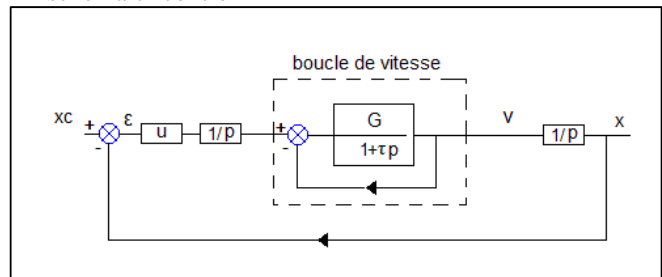 boucle de vitesse
xc + - ε u 1/p + - G v 1/p x
1+τp